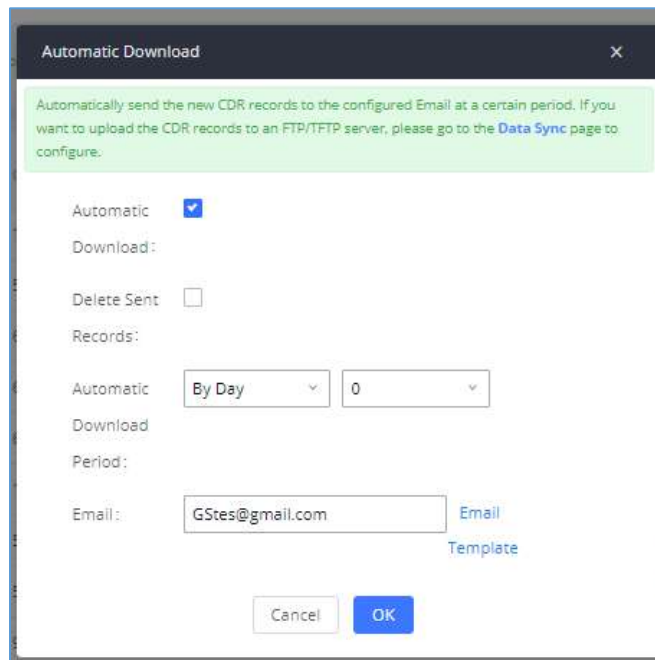 Automatic Download
Automatically send the new CDR records to the configured Email at a certain period. If you
want to upload the CDR records to an FTP/TFTP server, please go to the Data Sync page to
configure.
Automatic
Download:
Delete Sent
Records:
Automatic
Download
Period:
By Day
0
Email:
GStes@gmail.com
Email
Template
Cancel
OK